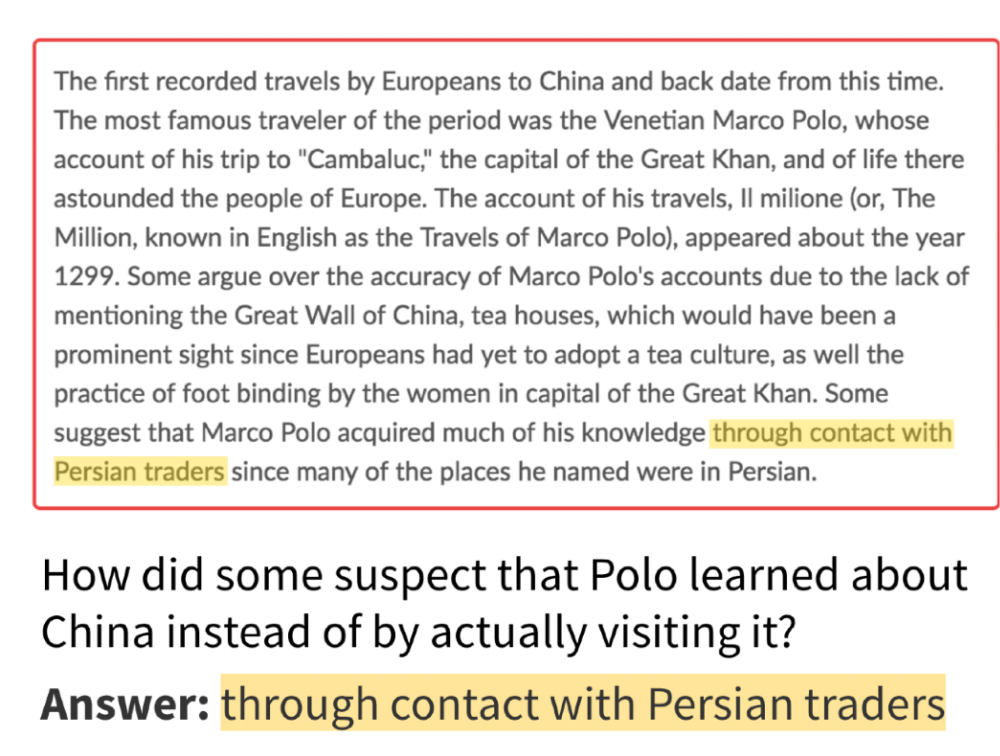 The first recorded travels by Europeans to China and back date from this time.
The most famous traveler of the period was the Venetian Marco Polo, whose
account of his trip to "Cambaluc," the capital of the Great Khan, and of life there
astounded the people of Europe. The account of his travels, Il milione (or, The
Million, known in English as the Travels of Marco Polo), appeared about the year
1299. Some argue over the accuracy of Marco Polo's accounts due to the lack of
mentioning the Great Wall of China, tea houses, which would have been a
prominent sight since Europeans had yet to adopt a tea culture, as well the
practice of foot binding by the women in capital of the Great Khan. Some
suggest that Marco Polo acquired much of his knowledge through contact with
Persian traders since many of the places he named were in Persian.
How did some suspect that Polo learned about
China instead of by actually visiting it?
Answer: through contact with Persian traders